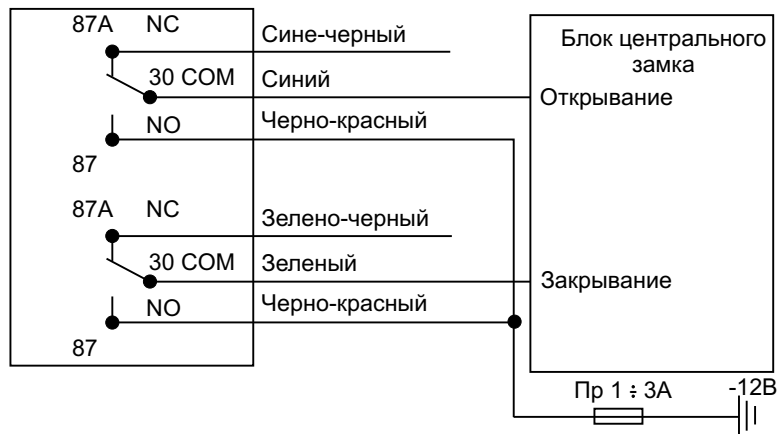 87A NC
Сине-черный
30 COM
Синий
NO
Черно-красный
87
87A NC
Зелено-черный
30 COM
Зеленый
NO
Черно-красный
87
Блок центрального
замка
Открывание
Закрывание
Пр 1 ÷ 3А
-12В